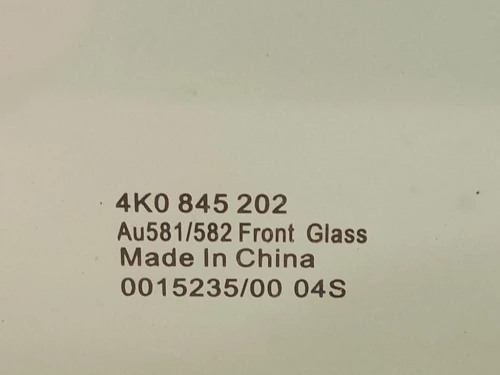 4K0 845 202
Au581/582 Front Glass
Made In China
0015235/00 04S